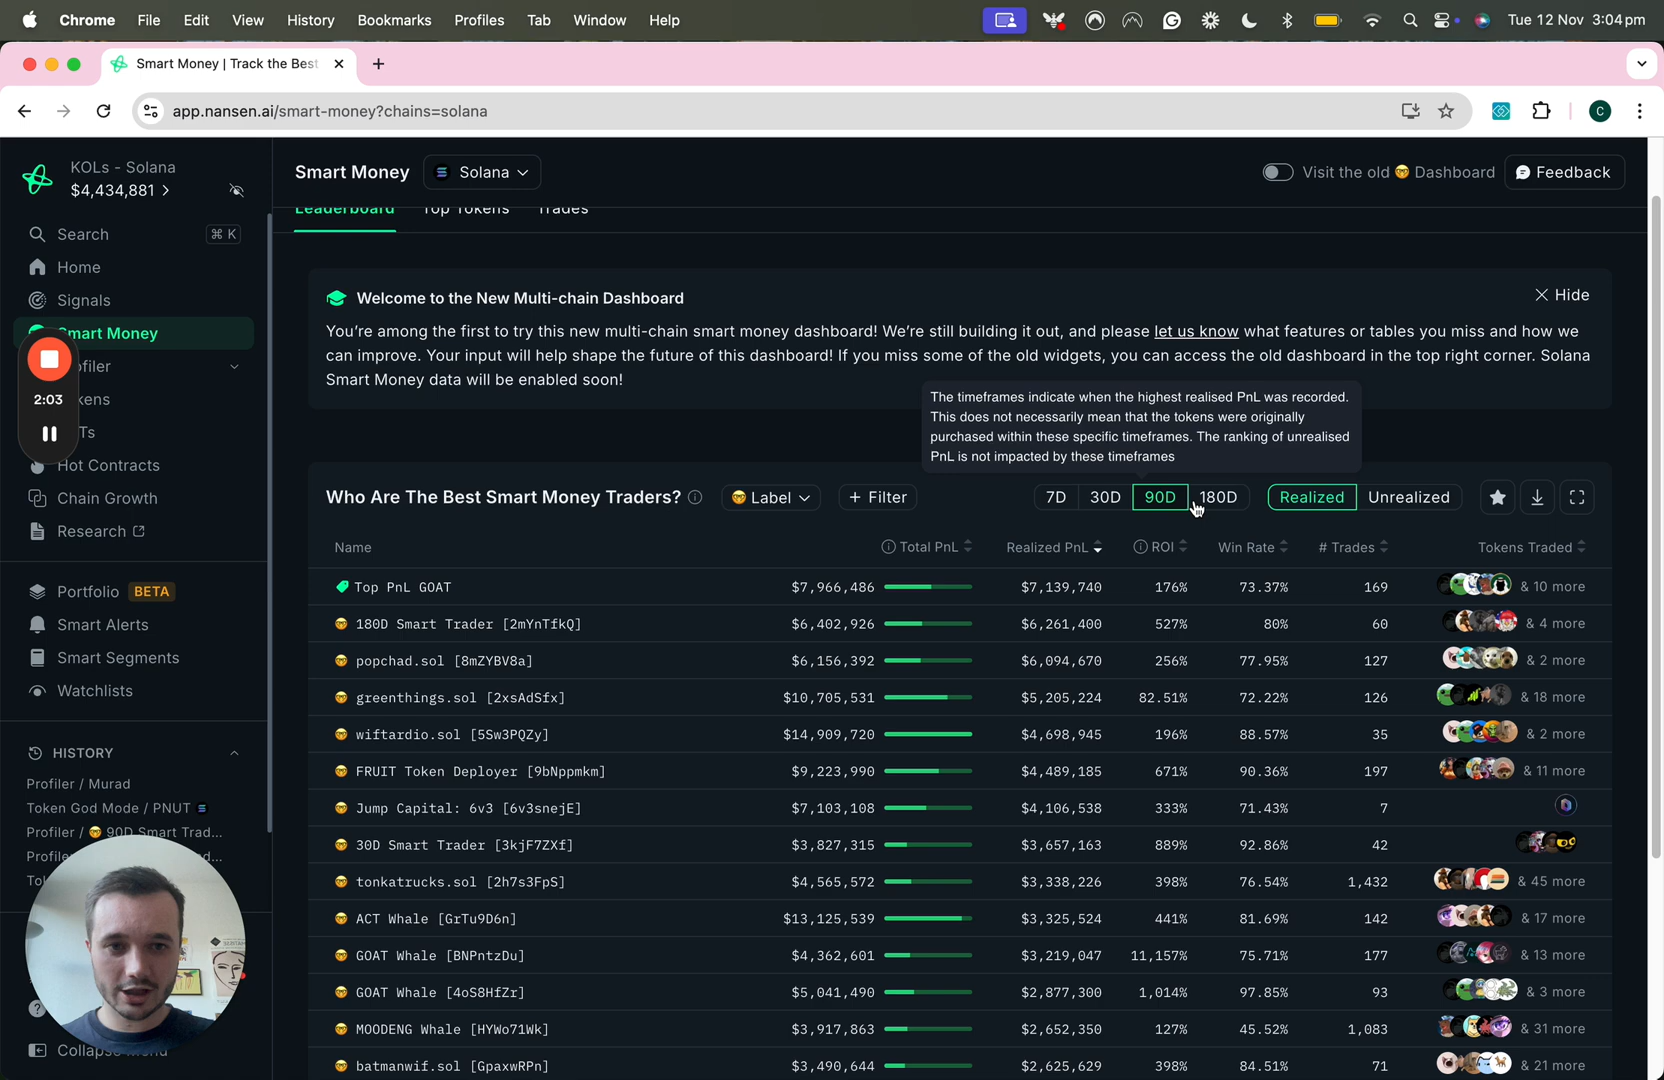 Chrome File Edit View History Bookmarks Profiles Tab Window Help Tue 12 Nov 3:04 pm
Smart Money | Track the Best
app.nansen.ai/smart-money?chains=solana
C
KOLs - Solana
$4,434,881
Smart Money Solana Visit the old Dashboard Feedback
Leaderboard Top Tokens Trades
Search ⌘ K
Home
Signals
Smart Money
2:03
Hot Contracts
Chain Growth
Research
Portfolio BETA
Smart Alerts
Smart Segments
Watchlists
HISTORY
Profiler / Murad
Token God Mode / PNUT
Profiler / 90D Smart Trad...
Collapse Menu
Welcome to the New Multi-chain Dashboard Hide
You're among the first to try this new multi-chain smart money dashboard! We're still building it out, and please let us know what features or tables you miss and how we
can improve. Your input will help shape the future of this dashboard! If you miss some of the old widgets, you can access the old dashboard in the top right corner. Solana
Smart Money data will be enabled soon!
The timeframes indicate when the highest realised PnL was recorded.
This does not necessarily mean that the tokens were originally
purchased within these specific timeframes. The ranking of unrealised
PnL is not impacted by these timeframes
Who Are The Best Smart Money Traders? Label + Filter 7D 30D 90D 180D Realized Unrealized
Name Total PnL Realized PnL ROI Win Rate # Trades Tokens Traded
Top PnL GOAT $7,966,486 $7,139,740 176% 73.37% 169 & 10 more
180D Smart Trader [2mYnTfkQ] $6,402,926 $6,261,400 527% 80% 60 & 4 more
popchad.sol [8mZYBV8a] $6,156,392 $6,094,670 256% 77.95% 127 & 2 more
greenthings.sol [2xsAdSfx] $10,705,531 $5,205,224 82.51% 72.22% 126 & 18 more
wiftardio.sol [5Sw3PQZy] $14,909,720 $4,698,945 196% 88.57% 35 & 2 more
FRUIT Token Deployer [9bNppmkm] $9,223,990 $4,489,185 671% 90.36% 197 & 11 more
Jump Capital: 6v3 [6v3snejE] $7,103,108 $4,106,538 333% 71.43% 7
30D Smart Trader [3kjF7ZXf] $3,827,315 $3,657,163 889% 92.86% 42
tonkatrucks.sol [2h7s3FpS] $4,565,572 $3,338,226 398% 76.54% 1,432 & 45 more
ACT Whale [GrTu9D6n] $13,125,539 $3,325,524 441% 81.69% 142 & 17 more
GOAT Whale [BNPntzDu] $4,362,601 $3,219,047 11,157% 75.71% 177 & 13 more
GOAT Whale [4oS8HfZr] $5,041,490 $2,877,300 1,014% 97.85% 93 & 3 more
MOODENG Whale [HYWo71Wk] $3,917,863 $2,652,350 127% 45.52% 1,083 & 31 more
batmanwif.sol [GpaxwRPn] $3,490,644 $2,625,629 398% 84.51% 71 & 21 more